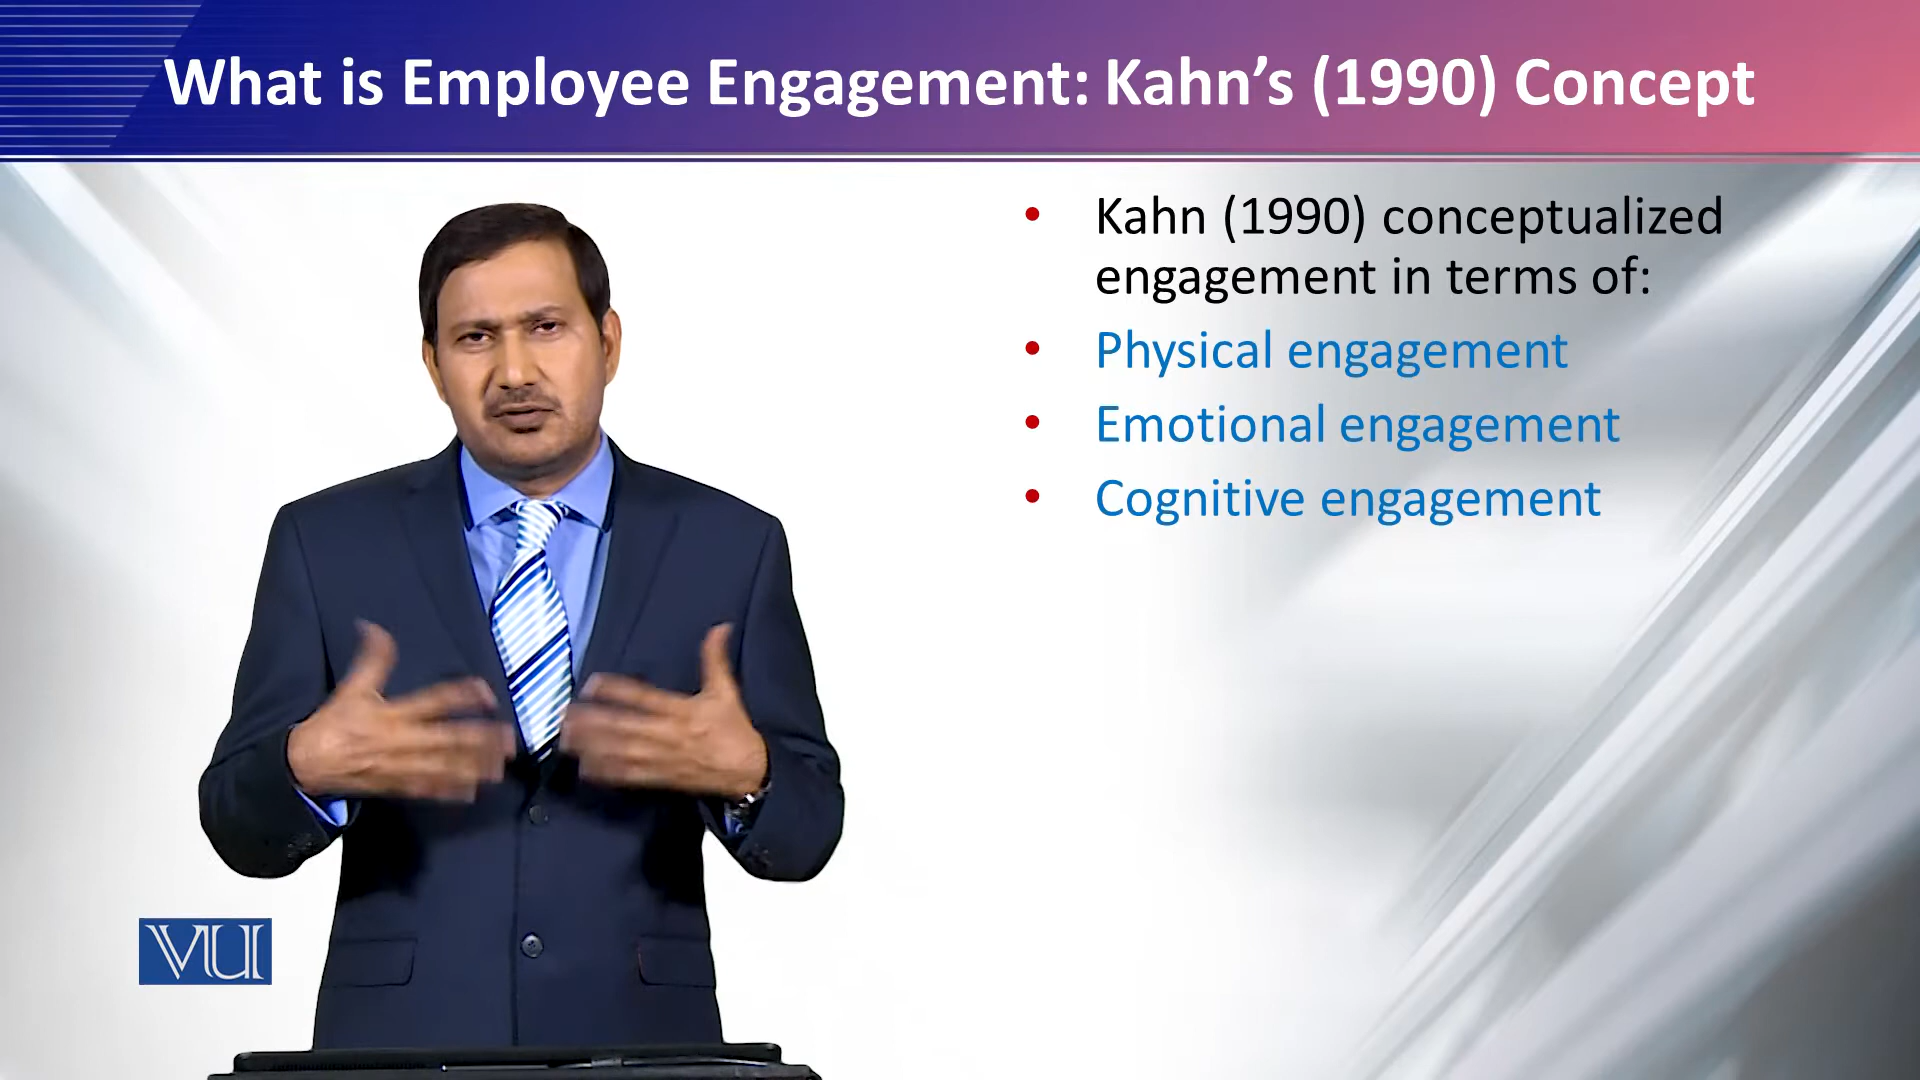 What is Employee Engagement: Kahn’s (1990) Concept
• Kahn (1990) conceptualized
engagement in terms of:
• Physical engagement
• Emotional engagement
• Cognitive engagement
VU